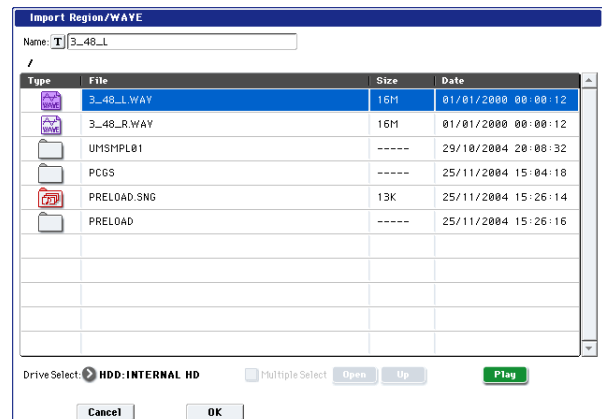 Import Region/WAVE
Name: T 3_48_L
/
Type File Size Date
WAVE 3_48_L.WAV 16M 01/01/2000 00:00:12
WAVE 3_48_R.WAV 16M 01/01/2000 00:00:12
UMSMPL01 ----- 29/10/2004 20:08:32
PCGS ----- 25/11/2004 15:04:18
PRELOAD.SNG 13K 25/11/2004 15:26:14
PRELOAD ----- 25/11/2004 15:26:16
Drive Select: HDD:INTERNAL HD Multiple Select Open Up Play
Cancel OK